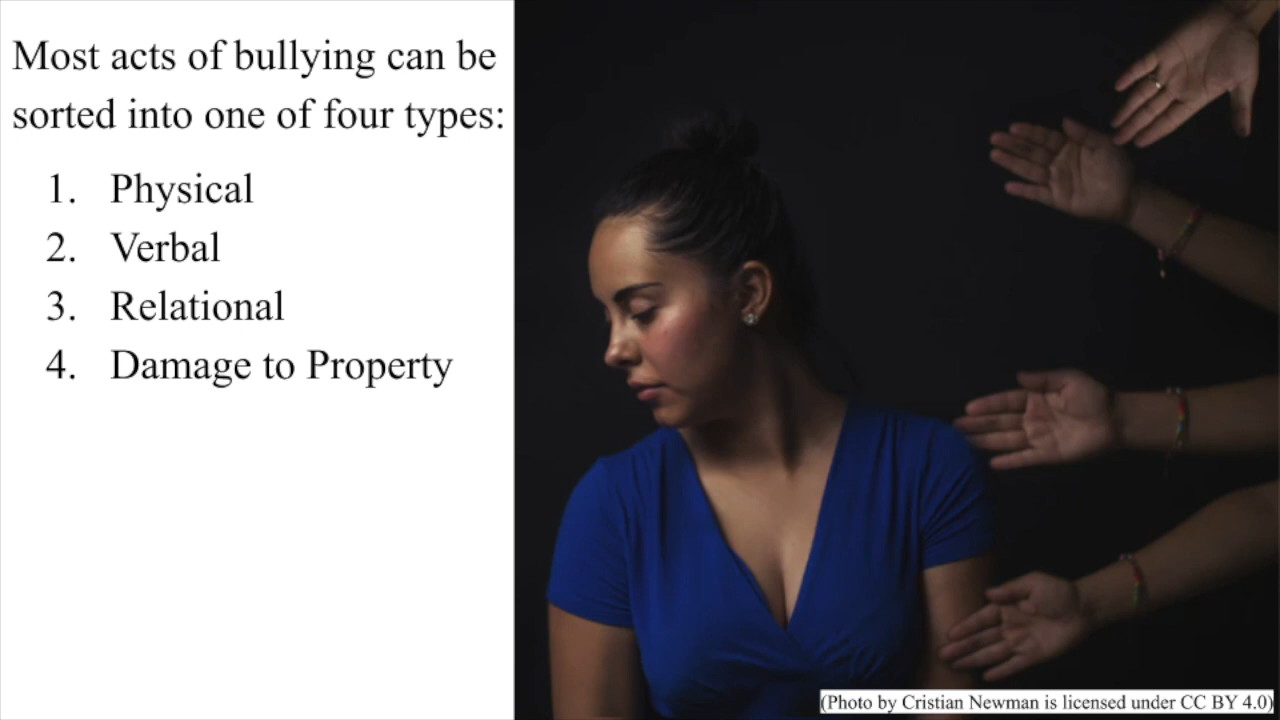 Most acts of bullying can be
sorted into one of four types:
1. Physical
2. Verbal
3. Relational
4. Damage to Property
(Photo by Cristian Newman is licensed under CC BY 4.0)